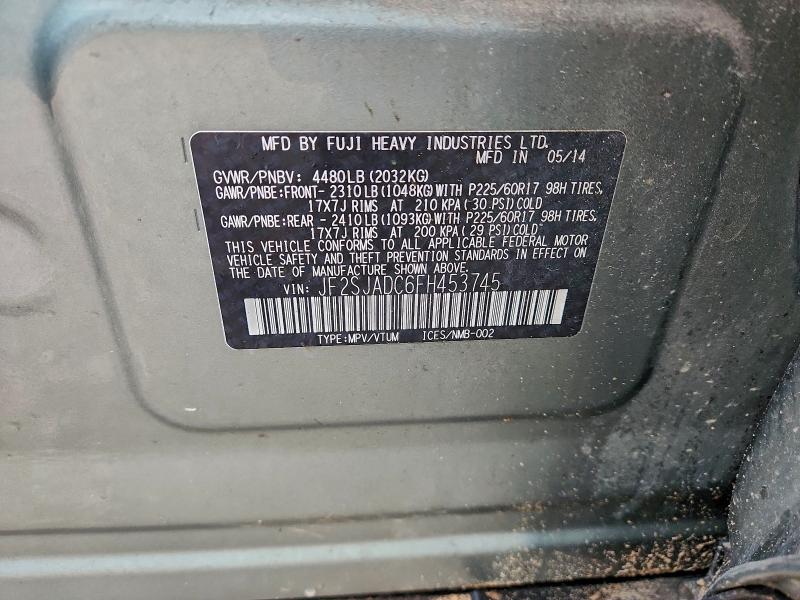 MFD BY FUJI HEAVY INDUSTRIES LTD.
MFD IN 05/14
GVWR/PNBV: 4480LB (2032KG)
GAWR/PNBE:FRONT- 2310LB (1048KG)WITH P225/60R17 98H TIRES,
17X7J RIMS AT 210 KPA (30 PSI)COLD
GAWR/PNBE:REAR - 2410LB (1093KG)WITH P225/60R17 98H TIRES,
17X7J RIMS AT 200 KPA (29 PSI)COLD
THIS VEHICLE CONFORMS TO ALL APPLICABLE FEDERAL MOTOR
VEHICLE SAFETY AND THEFT PREVENTION STANDARDS IN EFFECT ON
THE DATE OF MANUFACTURE SHOWN ABOVE.
VIN: JF2SJADC6FH453745
TYPE:MPV/VTUM ICES/NMB-002